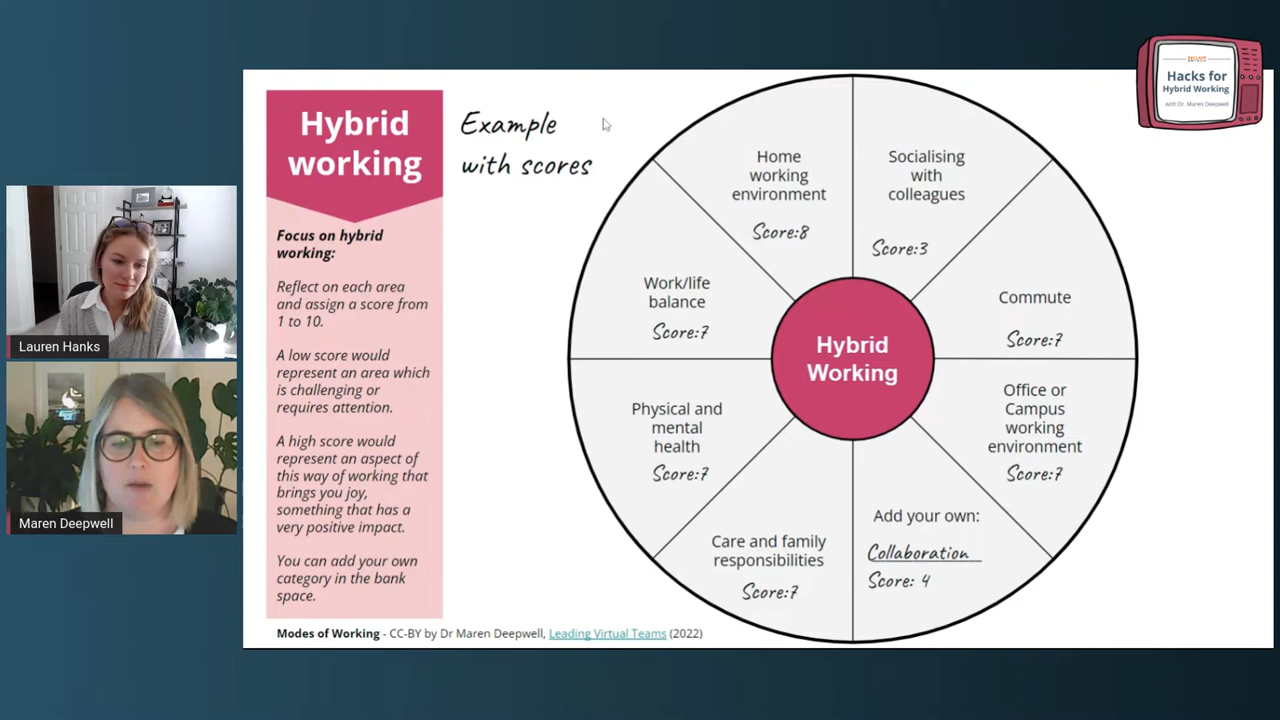 Hacks for
Hybrid Working
with Dr. Maren Deepwell
Hybrid
working
Example
with scores
Focus on hybrid
working:
Reflect on each area
and assign a score from
1 to 10.
A low score would
represent an area which
is challenging or
requires attention.
A high score would
represent an aspect of
this way of working that
brings you joy,
something that has a
very positive impact.
You can add your own
category in the bank
space.
Home
working
environment
Score:8
Socialising
with
colleagues
Score:3
Work/life
balance
Score:7
Commute
Score:7
Hybrid
Working
Physical and
mental
health
Score:7
Office or
Campus
working
environment
Score:7
Care and family
responsibilities
Score:7
Add your own:
Collaboration
Score: 4
Modes of Working - CC-BY by Dr Maren Deepwell, Leading Virtual Teams (2022)
Lauren Hanks
Maren Deepwell